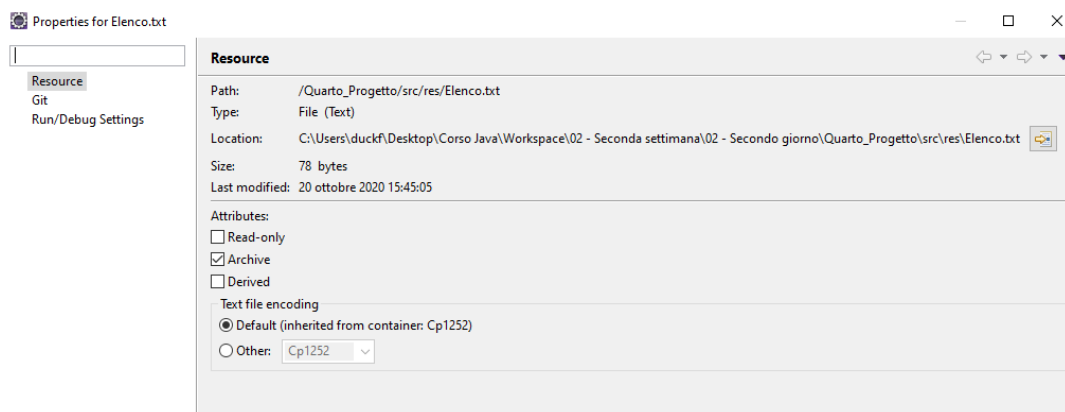 Properties for Elenco.txt
Resource
Git
Run/Debug Settings
Resource
Path: /Quarto_Progetto/src/res/Elenco.txt
Type: File (Text)
Location: C:\Users\duckf\Desktop\Corso Java\Workspace\02 - Seconda settimana\02 - Secondo giorno\Quarto_Progetto\src\res\Elenco.txt
Size: 78 bytes
Last modified: 20 ottobre 2020 15:45:05
Attributes:
Read-only
Archive
Derived
Text file encoding
Default (inherited from container: Cp1252)
Other: Cp1252